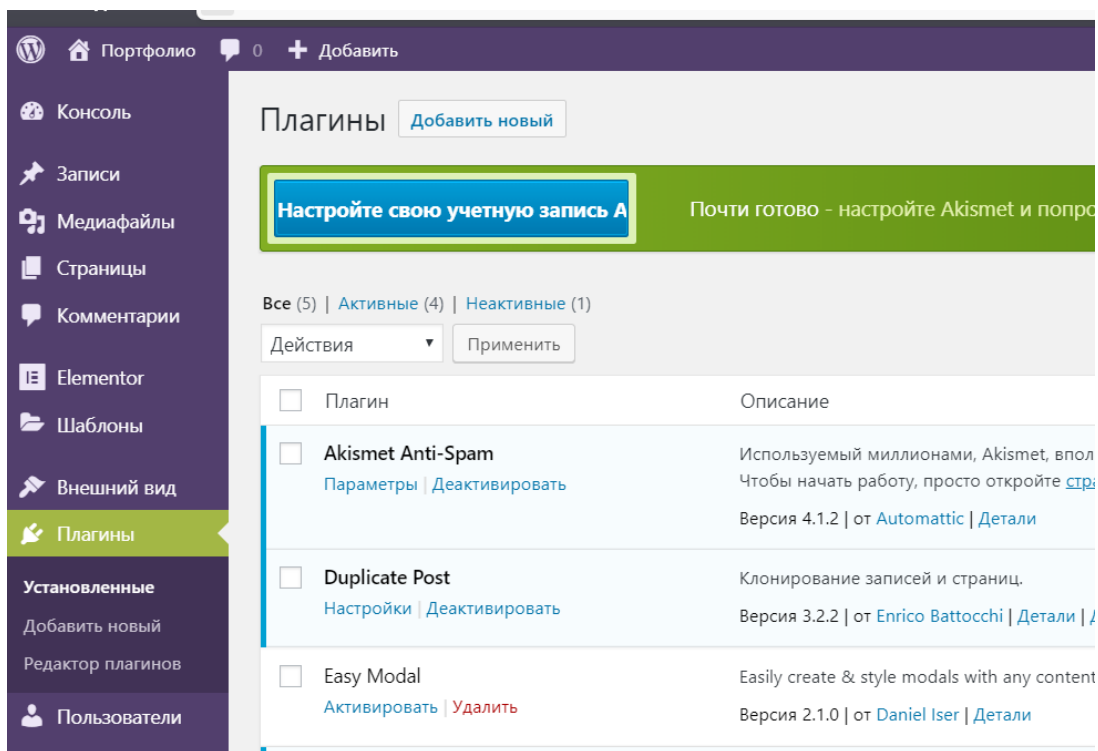 Портфолио 0 Добавить
Консоль
Записи
Медиафайлы
Страницы
Комментарии
Elementor
Шаблоны
Внешний вид
Плагины
Установленные
Добавить новый
Редактор плагинов
Пользователи
Плагины Добавить новый
Настройте свою учетную запись A Почти готово - настройте Akismet и попро
Все (5) | Активные (4) | Неактивные (1)
Действия Применить
Плагин Описание
Akismet Anti-Spam
Параметры | Деактивировать
Используемый миллионами, Akismet, впол
Чтобы начать работу, просто откройте стра
Версия 4.1.2 | от Automattic | Детали
Duplicate Post
Настройки | Деактивировать
Клонирование записей и страниц.
Версия 3.2.2 | от Enrico Battocchi | Детали |
Easy Modal
Активировать | Удалить
Easily create & style modals with any content
Версия 2.1.0 | от Daniel Iser | Детали